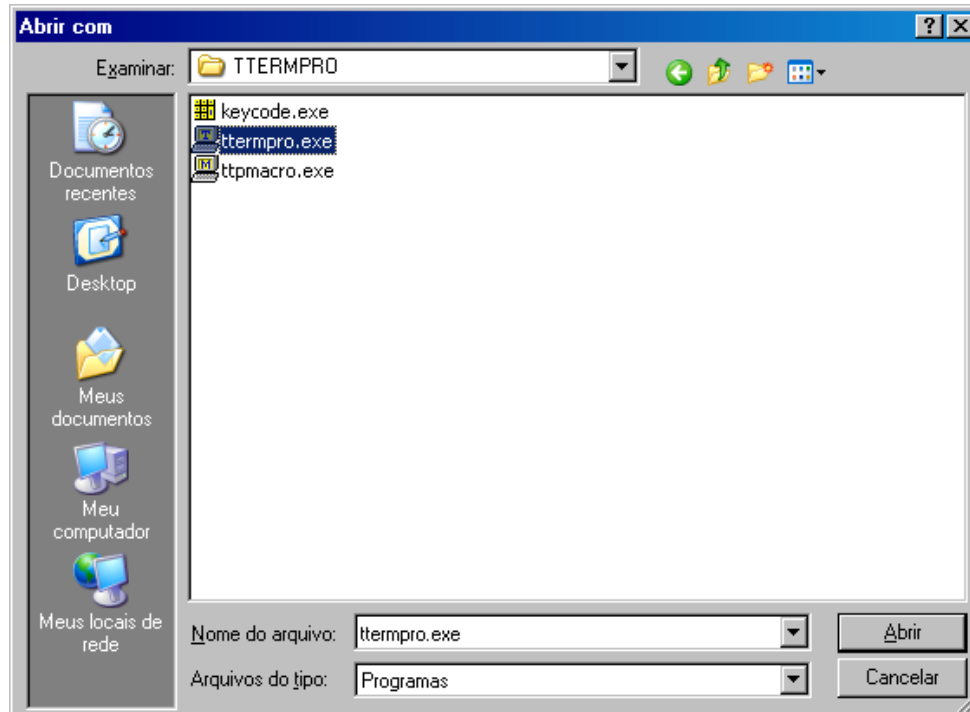 Abrir com
Examinar: TTERMPRO
keycode.exe
ttermpro.exe
ttpmacro.exe
Documentos
recentes
Desktop
Meus
documentos
Meu
computador
Meus locais de
rede
Nome do arquivo: ttermpro.exe Abrir
Arquivos do tipo: Programas Cancelar